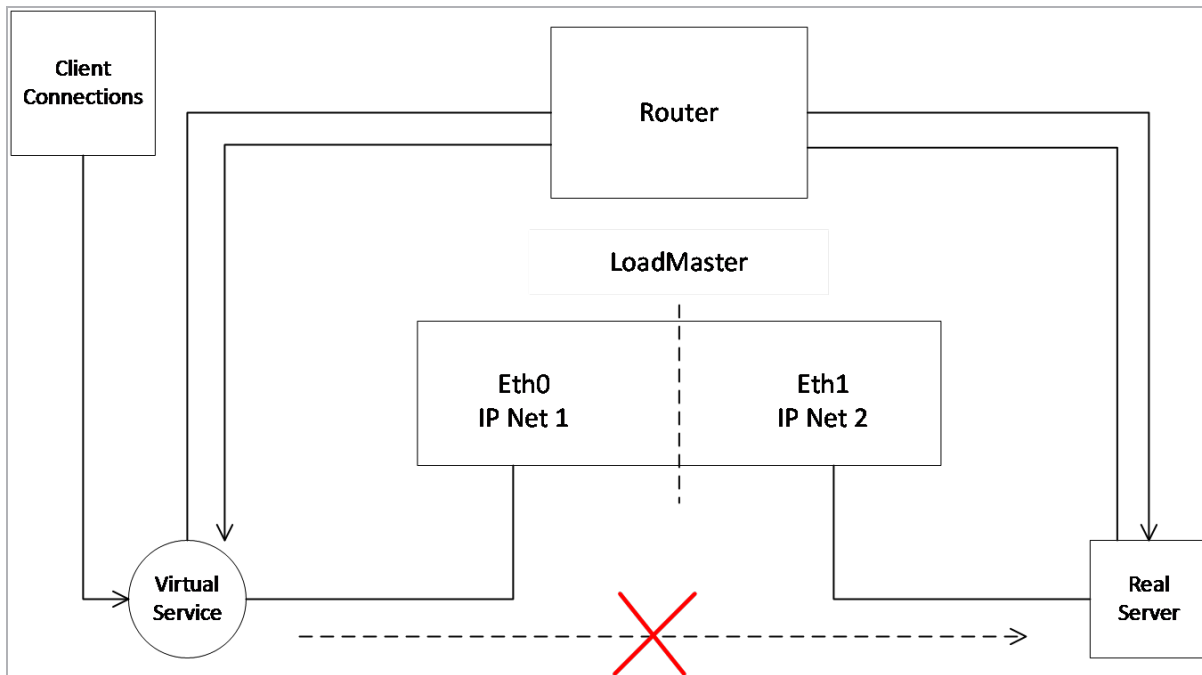 Client
Connections
Router
LoadMaster
Eth0
IP Net 1
Eth1
IP Net 2
Virtual
Service
Real
Server